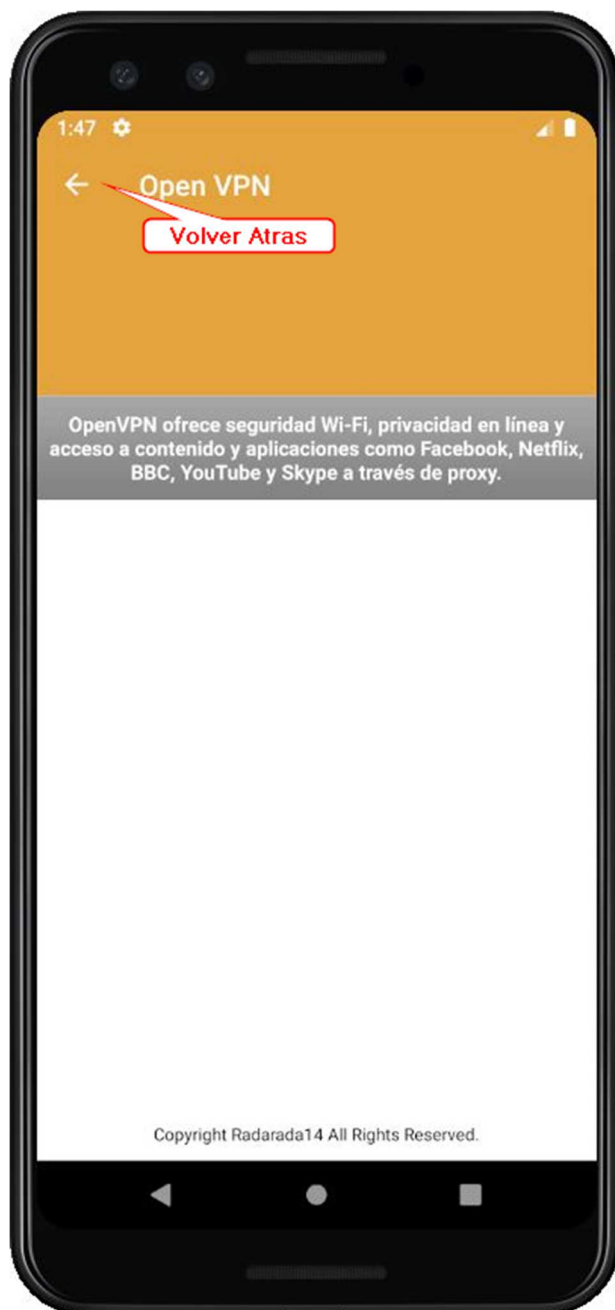 1:47
Open VPN
Volver Atras
OpenVPN ofrece seguridad Wi-Fi, privacidad en línea y
acceso a contenido y aplicaciones como Facebook, Netflix,
BBC, YouTube y Skype a través de proxy.
Copyright Radarada14 All Rights Reserved.